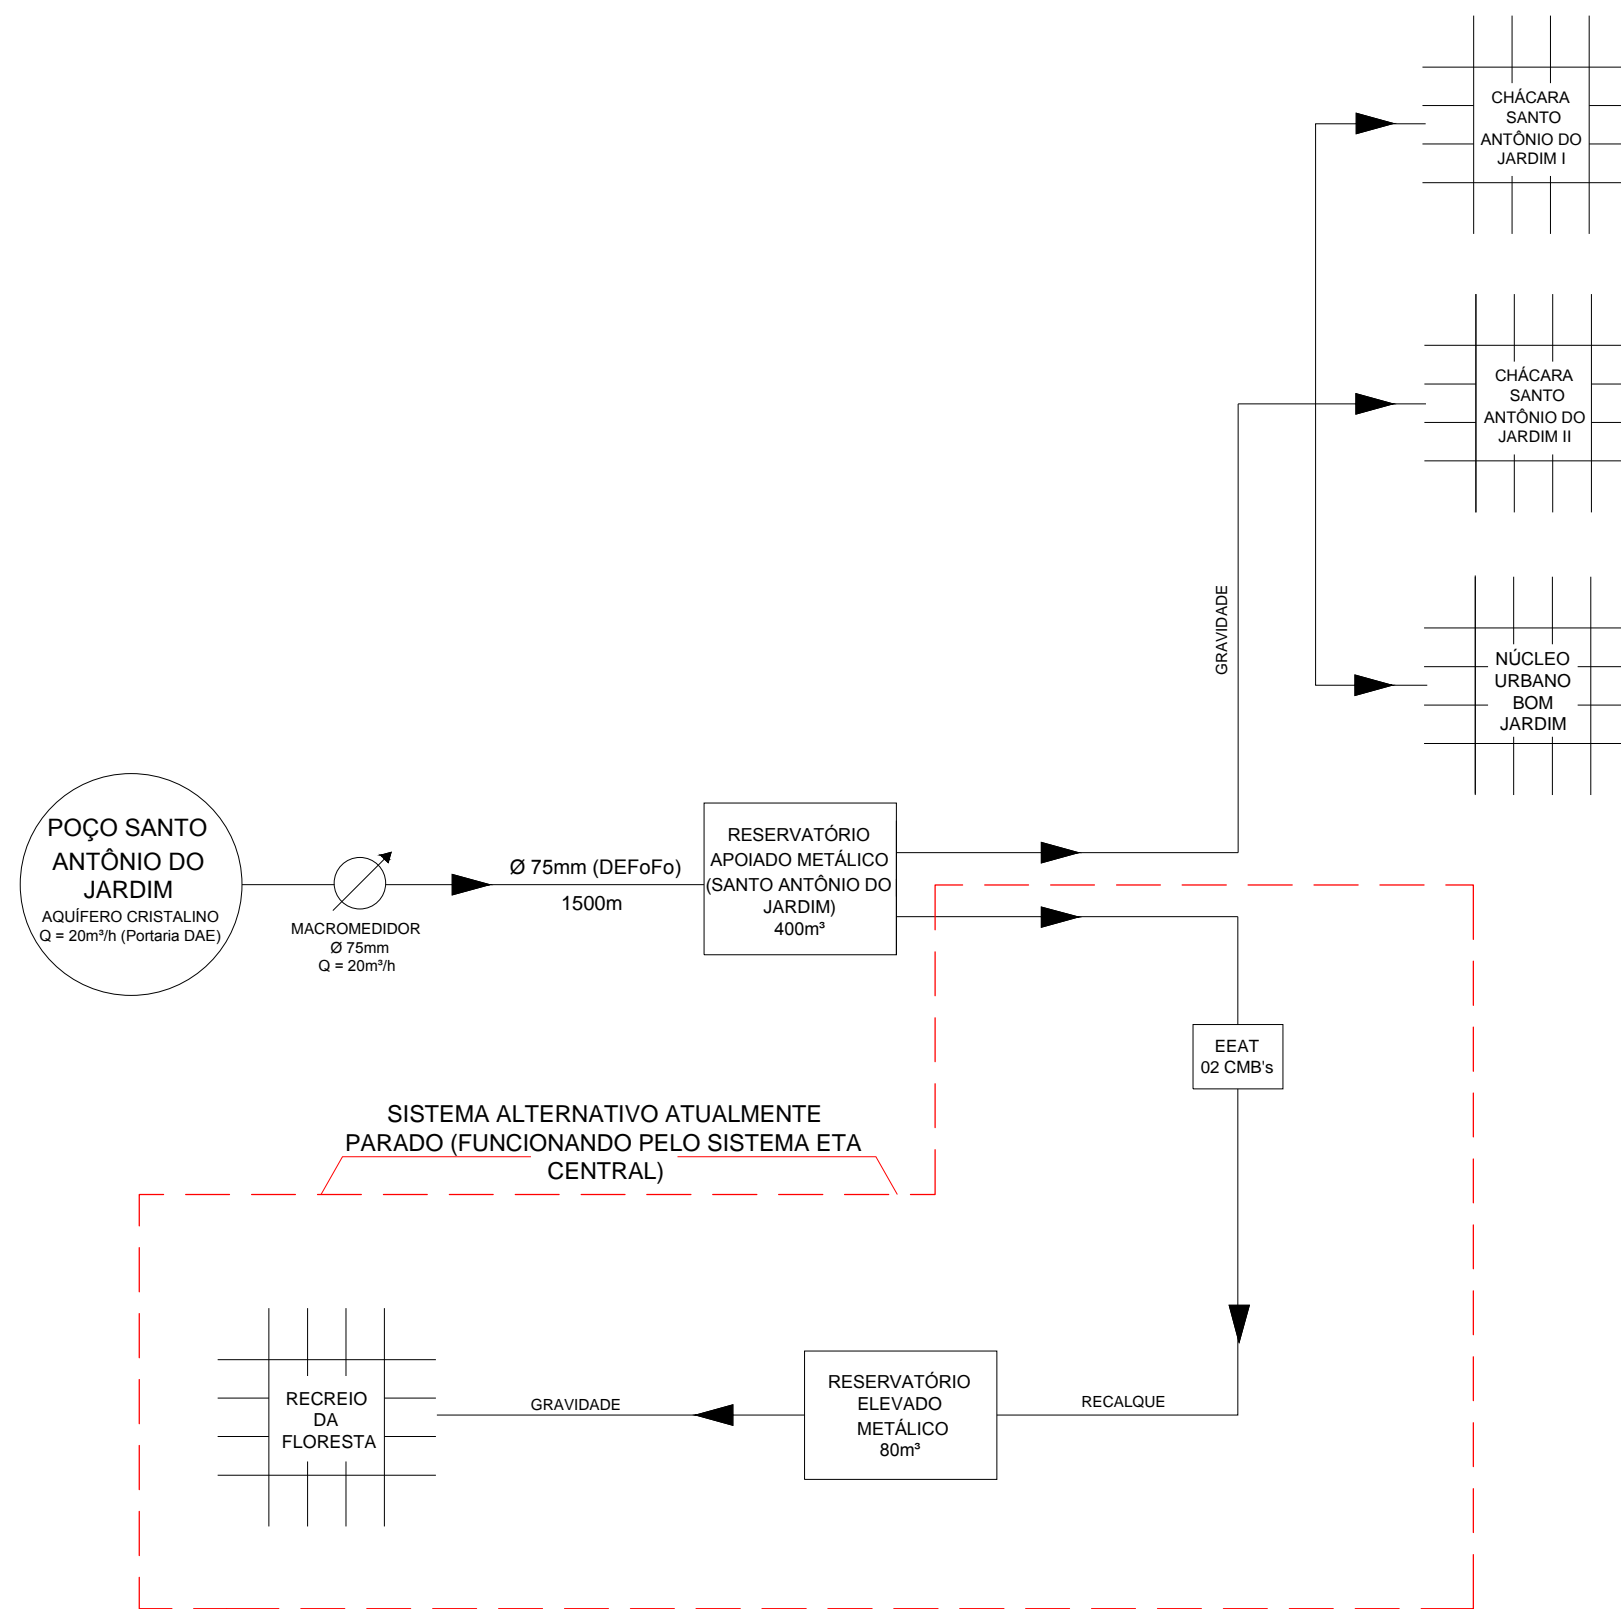 CHÁCARA
SANTO
ANTÔNIO DO
JARDIM I
CHÁCARA
SANTO
ANTÔNIO DO
JARDIM II
GRAVIDADE
NÚCLEO
URBANO
BOM
JARDIM
POÇO SANTO
ANTÔNIO DO
JARDIM
AQUÍFERO CRISTALINO
Q = 20m³/h (Portaria DAE)
MACROMEDIDOR
Ø 75mm
Q = 20m³/h
Ø 75mm (DEFoFo)
1500m
RESERVATÓRIO
APOIADO METÁLICO
(SANTO ANTÔNIO DO
JARDIM)
400m³
EEAT
02 CMB's
SISTEMA ALTERNATIVO ATUALMENTE
PARADO (FUNCIONANDO PELO SISTEMA ETA
CENTRAL)
RECREIO
DA
FLORESTA
GRAVIDADE
RESERVATÓRIO
ELEVADO
METÁLICO
80m³
RECALQUE